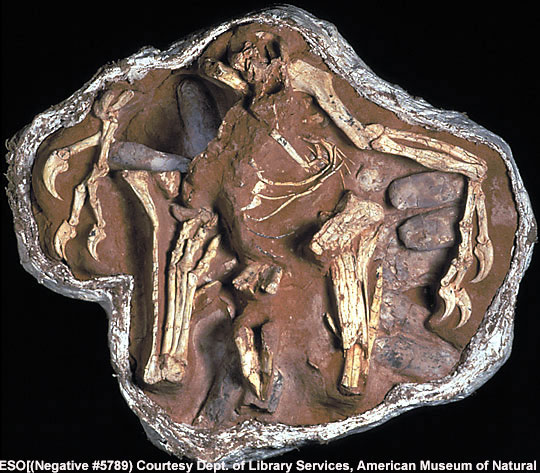 ESO[(Negative #5789) Courtesy Dept. of Library Services, American Museum of Natural